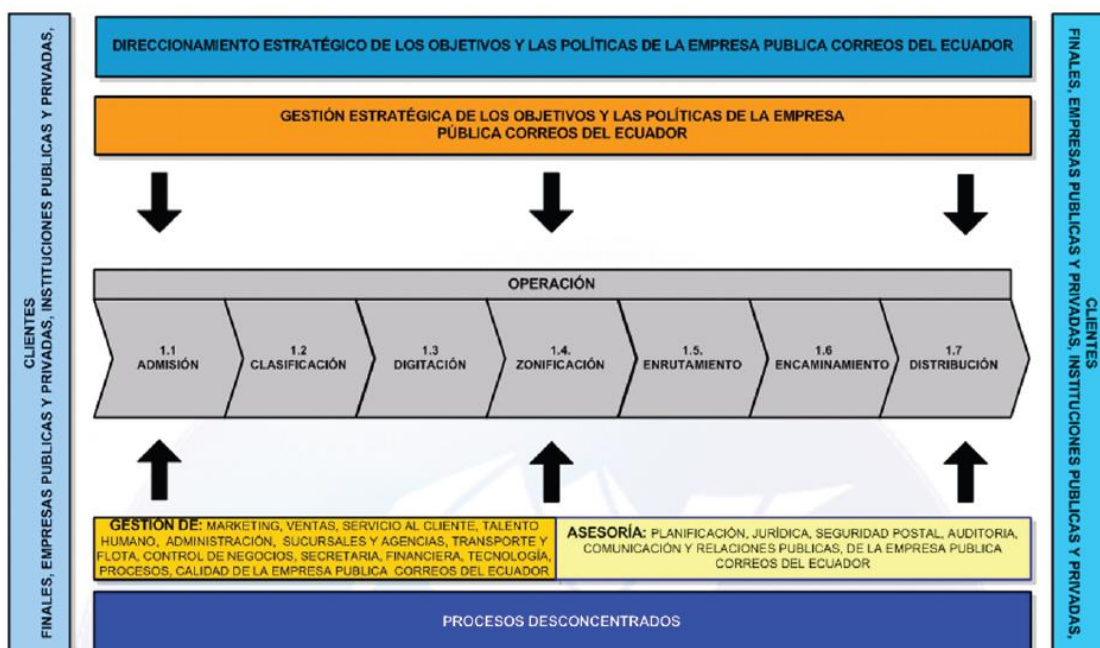 CLIENTES
FINALES, EMPRESAS PUBLICAS Y PRIVADAS, INSTITUCIONES PUBLICAS Y PRIVADAS,
DIRECCIONAMIENTO ESTRATÉGICO DE LOS OBJETIVOS Y LAS POLÍTICAS DE LA EMPRESA PUBLICA CORREOS DEL ECUADOR
GESTIÓN ESTRATÉGICA DE LOS OBJETIVOS Y LAS POLÍTICAS DE LA EMPRESA
PÚBLICA CORREOS DEL ECUADOR
OPERACIÓN
1.1
ADMISIÓN
1.2
CLASIFICACIÓN
1.3
DIGITACIÓN
1.4.
ZONIFICACIÓN
1.5.
ENRUTAMIENTO
1.6
ENCAMINAMIENTO
1.7
DISTRIBUCIÓN
GESTIÓN DE: MARKETING, VENTAS, SERVICIO AL CLIENTE, TALENTO
HUMANO, ADMINISTRACIÓN, SUCURSALES Y AGENCIAS, TRANSPORTE Y
FLOTA, CONTROL DE NEGOCIOS, SECRETARIA, FINANCIERA, TECNOLOGÍA,
PROCESOS, CALIDAD DE LA EMPRESA PUBLICA CORREOS DEL ECUADOR
ASESORÍA: PLANIFICACIÓN, JURÍDICA, SEGURIDAD POSTAL, AUDITORIA,
COMUNICACIÓN Y RELACIONES PUBLICAS, DE LA EMPRESA PUBLICA
CORREOS DEL ECUADOR
PROCESOS DESCONCENTRADOS
CLIENTES
FINALES, EMPRESAS PUBLICAS Y PRIVADAS, INSTITUCIONES PUBLICAS Y PRIVADAS,